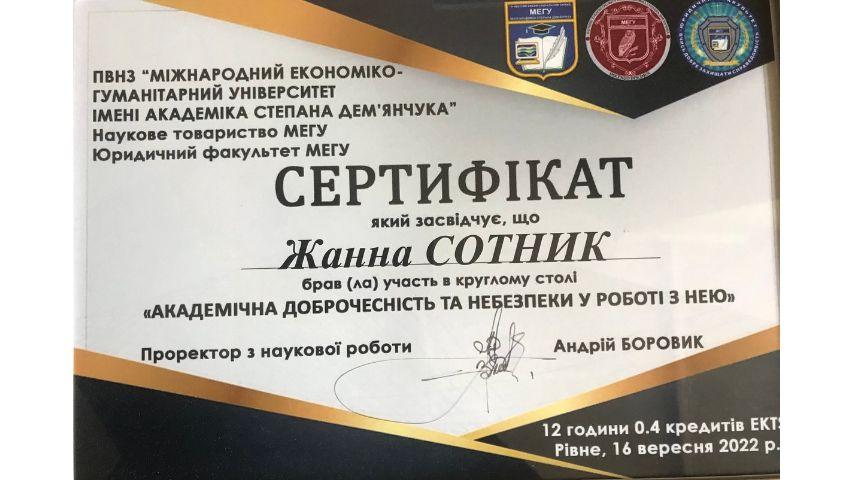 МЕГУ
МЕГУ
ПВНЗ “МІЖНАРОДНИЙ ЕКОНОМІКО-
ГУМАНІТАРНИЙ УНІВЕРСИТЕТ
ІМЕНІ АКАДЕМІКА СТЕПАНА ДЕМ'ЯНЧУКА”
Наукове товариство МЕГУ
Юридичний факультет МЕГУ
СЕРТИФІКАТ
який засвідчує, що
Жанна СОТНИК
брав (ла) участь в круглому столі
«АКАДЕМІЧНА ДОБРОЧЕСНІСТЬ ТА НЕБЕЗПЕКИ У РОБОТІ З НЕЮ»
Проректор з наукової роботи Андрій БОРОВИК
12 години 0.4 кредитів EKTS
Рівне, 16 вересня 2022 р.